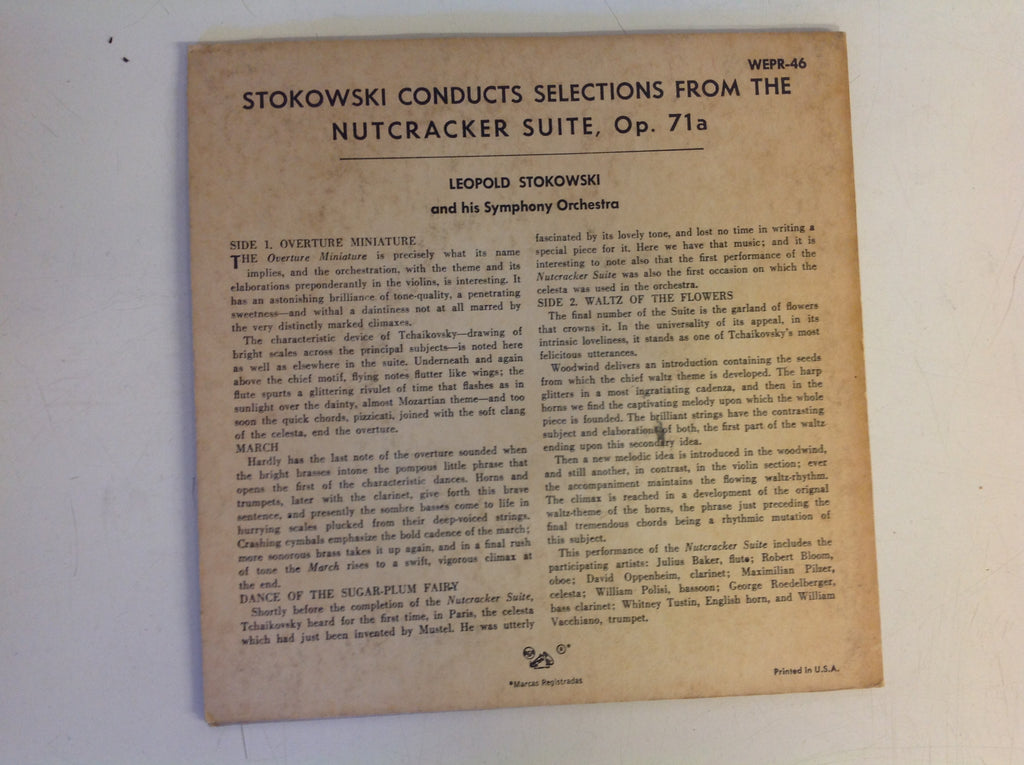 WEPR-46
STOKOWSKI CONDUCTS SELECTIONS FROM THE
NUTCRACKER SUITE, Op. 71a
LEOPOLD STOKOWSKI
and his Symphony Orchestra
SIDE 1. OVERTURE MINIATURE
THE Overture Miniature is precisely what its name
implies, and the orchestration, with the theme and its
elaborations preponderantly in the violins, is interesting. It
has an astonishing brilliance of tone-quality, a penetrating
sweetness—and withal a daintiness not at all marred by
the very distinctly marked climaxes.
The characteristic device of Tchaikovsky—drawing of
bright scales across the principal subjects—is noted here
as well as elsewhere in the suite. Underneath and again
above the chief motif, flying notes flutter like wings; the
flute spurts a glittering rivulet of time that flashes as in
sunlight over the dainty, almost Mozartian theme—and too
soon the quick chords, pizzicati, joined with the soft clang
of the celesta, end the overture.
MARCH
Hardly has the last note of the overture sounded when
the bright brasses intone the pompous little phrase that
opens the first of the characteristic dances. Horns and
trumpets, later with the clarinet, give forth this brave
sentence, and presently the sombre basses come to life in
hurrying scales plucked from their deep-voiced strings.
Crashing cymbals emphasize the bold cadence of the march;
more sonorous brass takes it up again, and in a final rush
of tone the March rises to a swift, vigorous climax at
the end.
DANCE OF THE SUGAR-PLUM FAIRY
Shortly before the completion of the Nutcracker Suite,
Tchaikovsky heard for the first time, in Paris, the celesta
which had just been invented by Mustel. He was utterly
fascinated by its lovely tone, and lost no time in writing a
special piece for it. Here we have that music; and it is
interesting to note also that the first performance of the
Nutcracker Suite was also the first occasion on which the
celesta was used in the orchestra.
SIDE 2. WALTZ OF THE FLOWERS
The final number of the Suite is the garland of flowers
that crowns it. In the universality of its appeal, in its
intrinsic loveliness, it stands as one of Tchaikovsky's most
felicitous utterances.
Woodwind delivers an introduction containing the seeds
from which the chief waltz theme is developed. The harp
glitters in a most ingratiating cadenza, and then in the
horns we find the captivating melody upon which the whole
piece is founded. The brilliant strings have the contrasting
subject and elaborations of both, the first part of the waltz
ending upon this secondary idea.
Then a new melodic idea is introduced in the woodwind,
and still another, in contrast, in the violin section; ever
the accompaniment maintains the flowing waltz-rhythm.
The climax is reached in a development of the orignal
waltz-theme of the horns, the phrase just preceding the
final tremendous chords being a rhythmic mutation of
this subject.
This performance of the Nutcracker Suite includes the
participating artists: Julius Baker, flute; Robert Bloom,
oboe; David Oppenheim, clarinet; Maximilian Pilzer,
celesta; William Polisi, bassoon; George Roedelberger,
bass clarinet; Whitney Tustin, English horn, and William
Vacchiano, trumpet.
RCA ®*
*Marcas Registradas
Printed in U.S.A.